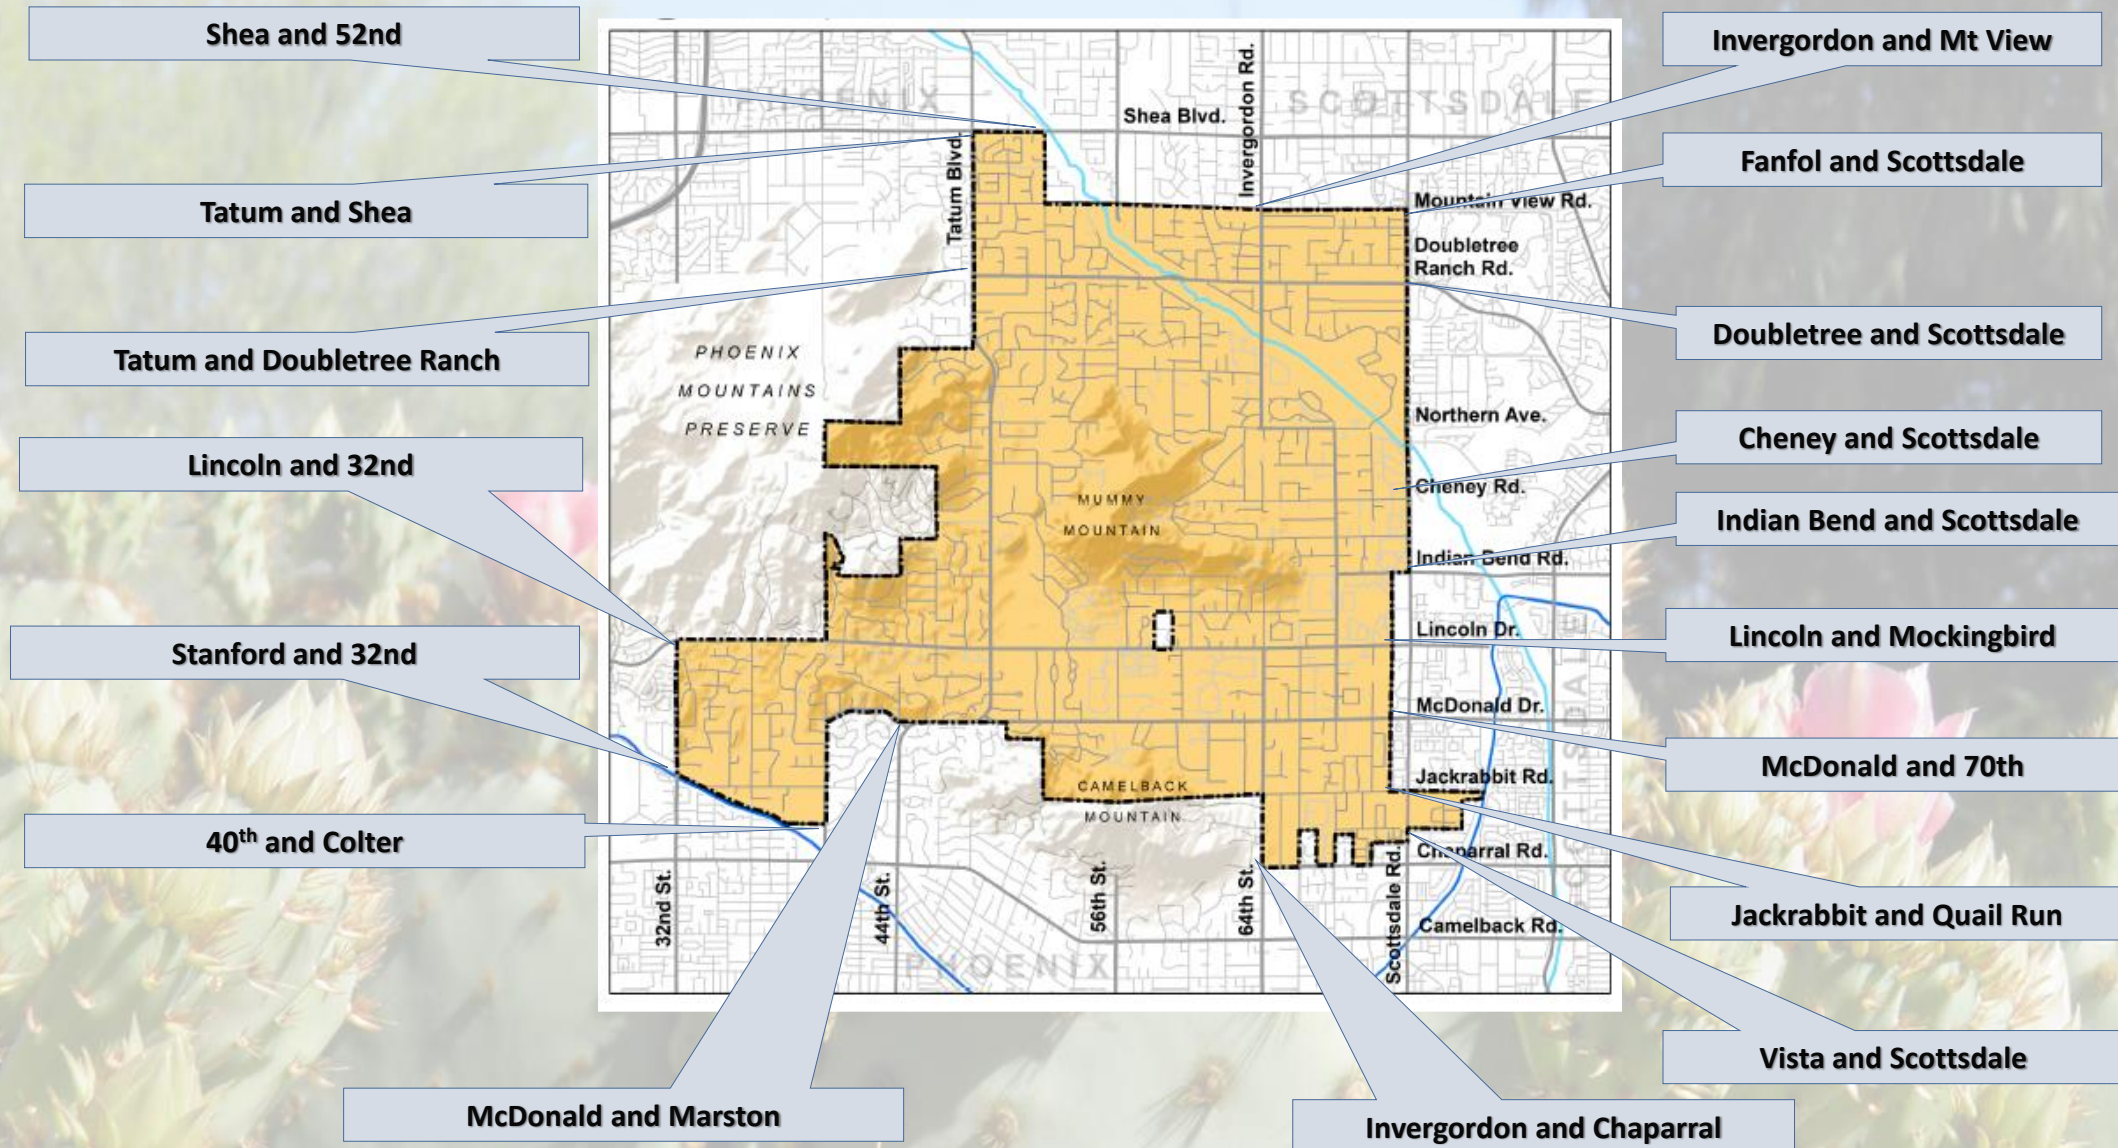 Shea and 52nd
Tatum and Shea
Tatum and Doubletree Ranch
Lincoln and 32nd
Stanford and 32nd
40th and Colter
McDonald and Marston
PHOENIX
SCOTTSDALE
Shea Blvd.
Invergordon Rd.
Tatum Blvd.
Mountain View Rd.
Doubletree
Ranch Rd.
PHOENIX
MOUNTAINS
PRESERVE
Northern Ave.
Cheney Rd.
MUMMY
MOUNTAIN
Indian Bend Rd.
Lincoln Dr.
McDonald Dr.
SCOTTSDALE
Jackrabbit Rd.
CAMELBACK
MOUNTAIN
Chaparral Rd.
32nd St.
44th St.
56th St.
64th St.
Scottsdale Rd.
Camelback Rd.
PHOENIX
Invergordon and Mt View
Fanfol and Scottsdale
Doubletree and Scottsdale
Cheney and Scottsdale
Indian Bend and Scottsdale
Lincoln and Mockingbird
McDonald and 70th
Jackrabbit and Quail Run
Vista and Scottsdale
Invergordon and Chaparral